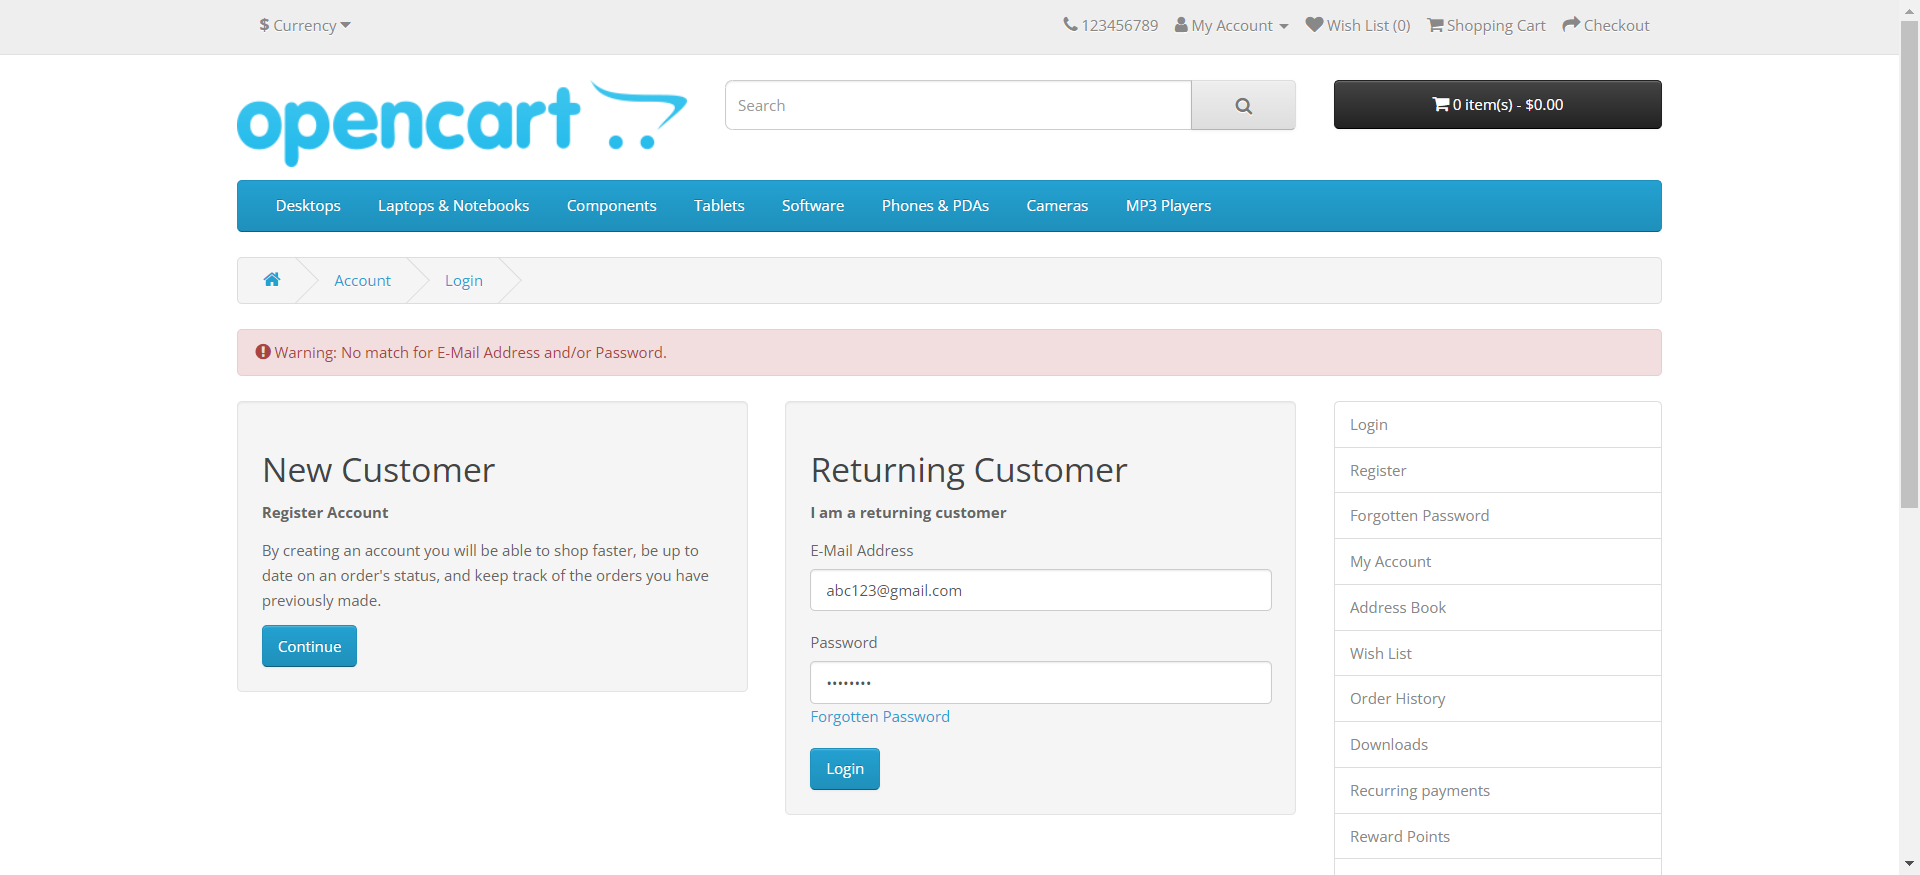 $ Currency
123456789 My Account Wish List (0) Shopping Cart Checkout
opencart
Search
0 item(s) - $0.00
Desktops Laptops & Notebooks Components Tablets Software Phones & PDAs Cameras MP3 Players
Account Login
Warning: No match for E-Mail Address and/or Password.
New Customer
Register Account
By creating an account you will be able to shop faster, be up to
date on an order's status, and keep track of the orders you have
previously made.
Continue
Returning Customer
I am a returning customer
E-Mail Address
abc123@gmail.com
Password
••••••••
Forgotten Password
Login
Login
Register
Forgotten Password
My Account
Address Book
Wish List
Order History
Downloads
Recurring payments
Reward Points